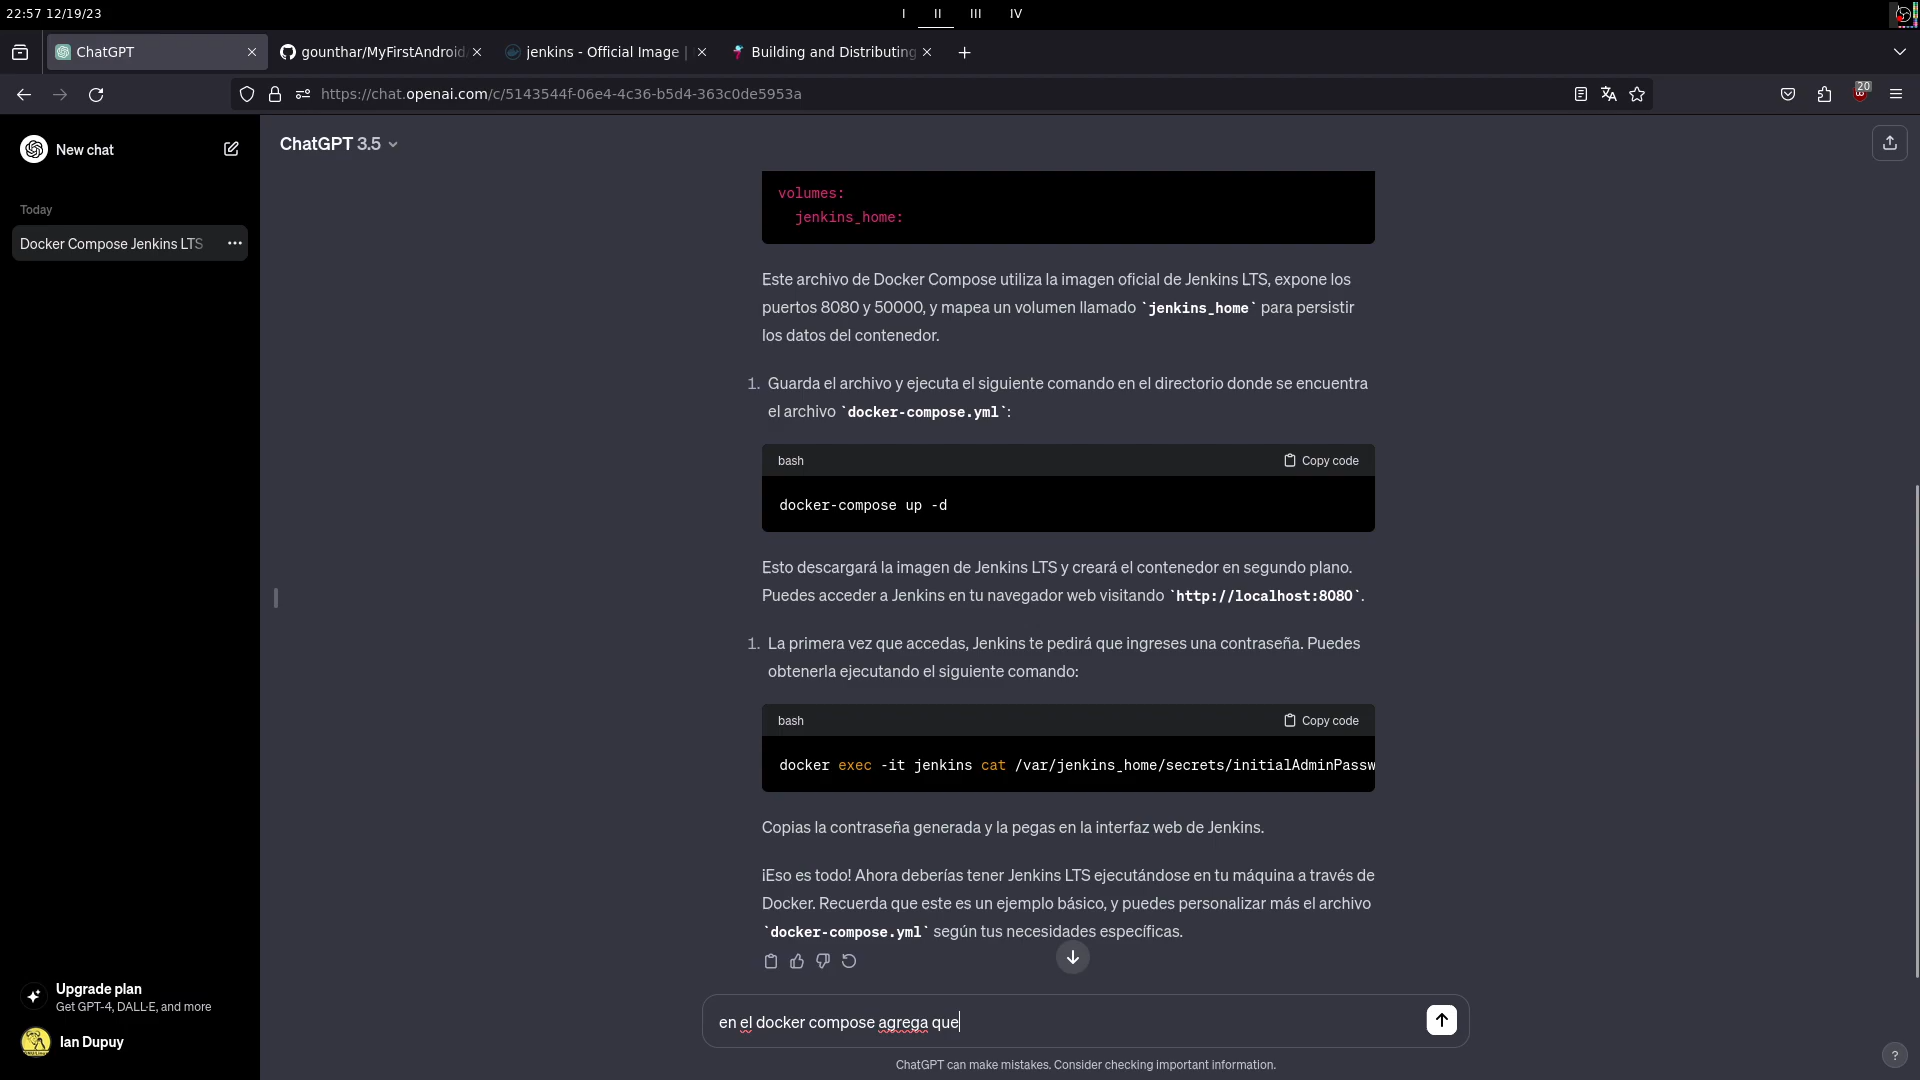 22:57 12/19/23
I II III IV
ChatGPT
gounthar/MyFirstAndroid
jenkins - Official Image |
Building and Distributing
https://chat.openai.com/c/5143544f-06e4-4c36-b5d4-363c0de5953a
20
New chat
Today
Docker Compose Jenkins LTS
ChatGPT 3.5
volumes:
jenkins_home:
Este archivo de Docker Compose utiliza la imagen oficial de Jenkins LTS, expone los
puertos 8080 y 50000, y mapea un volumen llamado `jenkins_home` para persistir
los datos del contenedor.
1. Guarda el archivo y ejecuta el siguiente comando en el directorio donde se encuentra
el archivo `docker-compose.yml`:
bash
Copy code
docker-compose up -d
Esto descargará la imagen de Jenkins LTS y creará el contenedor en segundo plano.
Puedes acceder a Jenkins en tu navegador web visitando `http://localhost:8080`.
1. La primera vez que accedas, Jenkins te pedirá que ingreses una contraseña. Puedes
obtenerla ejecutando el siguiente comando:
bash
Copy code
docker exec -it jenkins cat /var/jenkins_home/secrets/initialAdminPassw
Copias la contraseña generada y la pegas en la interfaz web de Jenkins.
¡Eso es todo! Ahora deberías tener Jenkins LTS ejecutándose en tu máquina a través de
Docker. Recuerda que este es un ejemplo básico, y puedes personalizar más el archivo
`docker-compose.yml` según tus necesidades específicas.
Upgrade plan
Get GPT-4, DALL·E, and more
Ian Dupuy
en el docker compose agrega que
ChatGPT can make mistakes. Consider checking important information.
?